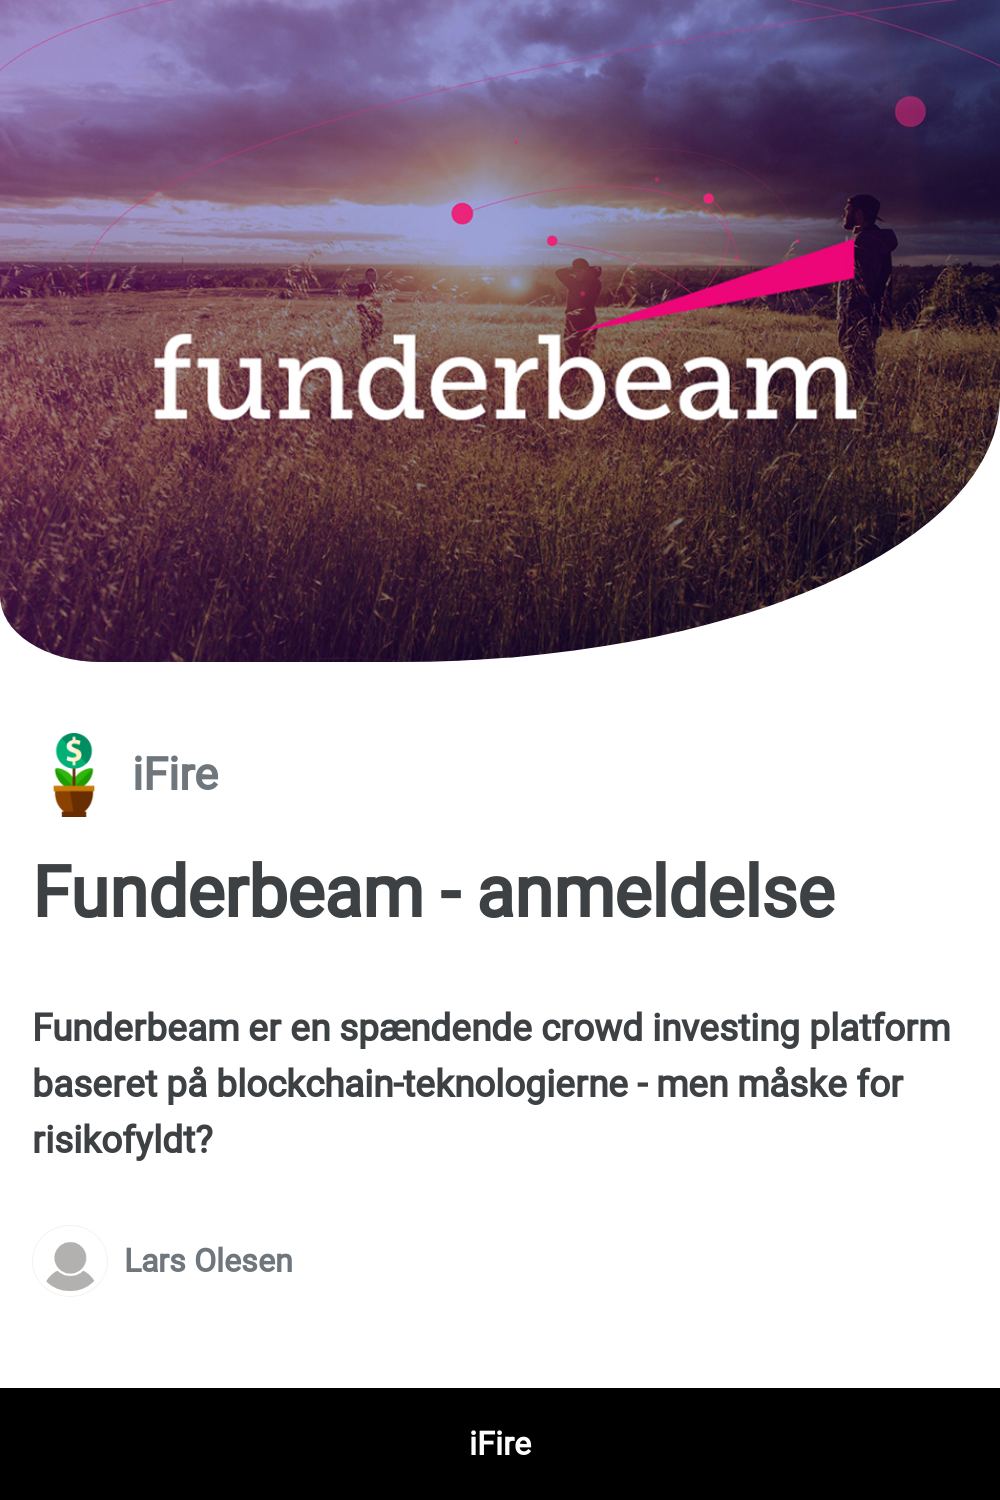 funderbeam
$
iFire
Funderbeam - anmeldelse
Funderbeam er en spændende crowd investing platform
baseret på blockchain-teknologierne - men måske for
risikofyldt?
Lars Olesen
iFire